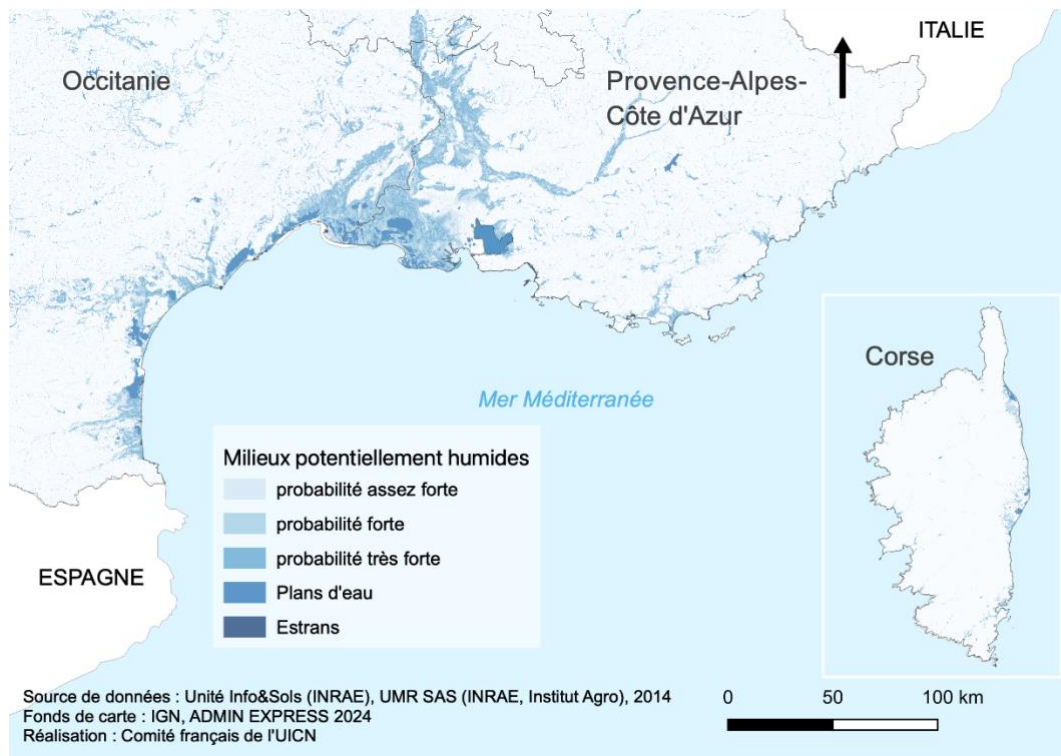 ITALIE
Occitanie
Provence-Alpes-
Côte d'Azur
Corse
Mer Méditerranée
Milieux potentiellement humides
probabilité assez forte
probabilité forte
probabilité très forte
Plans d'eau
Estrans
ESPAGNE
Source de données : Unité Info&Sols (INRAE), UMR SAS (INRAE, Institut Agro), 2014
Fonds de carte : IGN, ADMIN EXPRESS 2024
Réalisation : Comité français de l'UICN
0 50 100 km